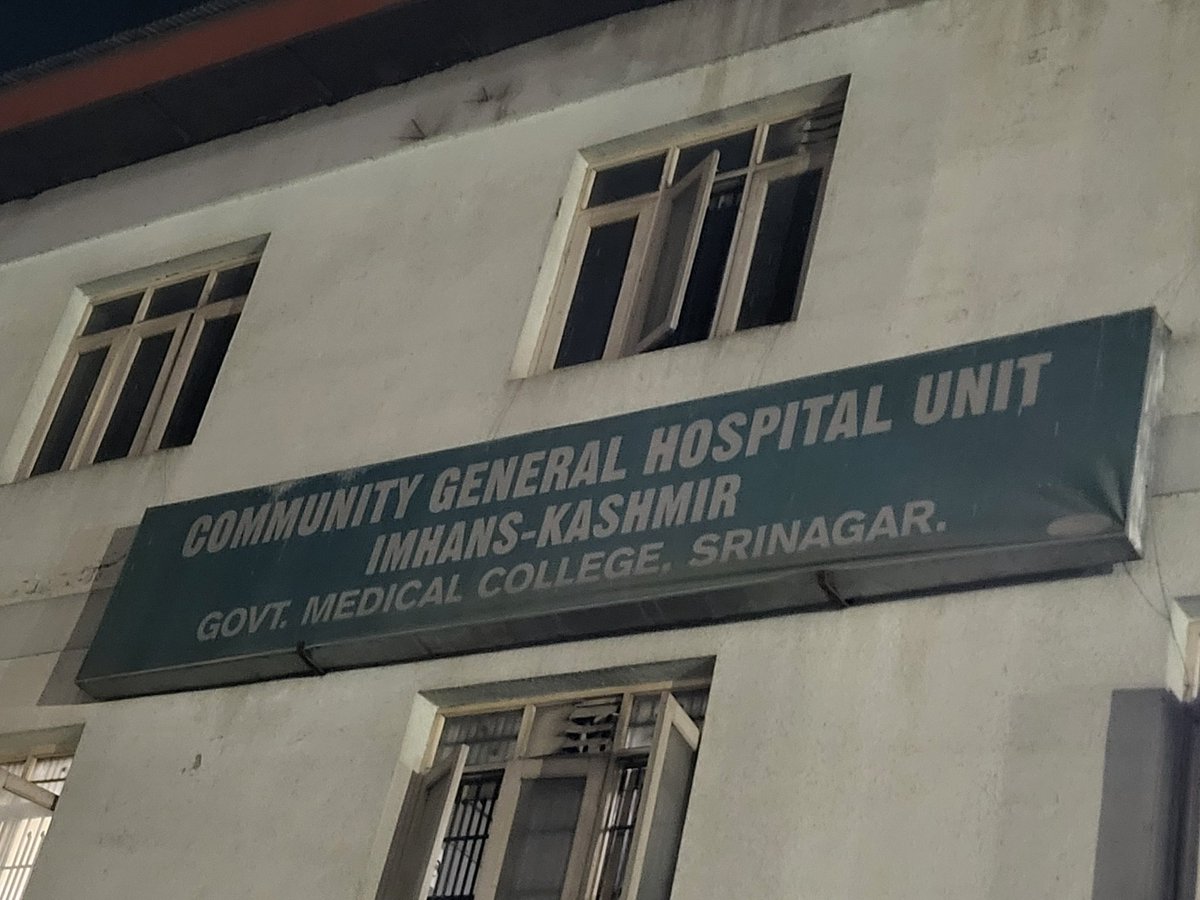 COMMUNITY GENERAL HOSPITAL UNIT
IMHANS-KASHMIR
GOVT. MEDICAL COLLEGE, SRINAGAR.